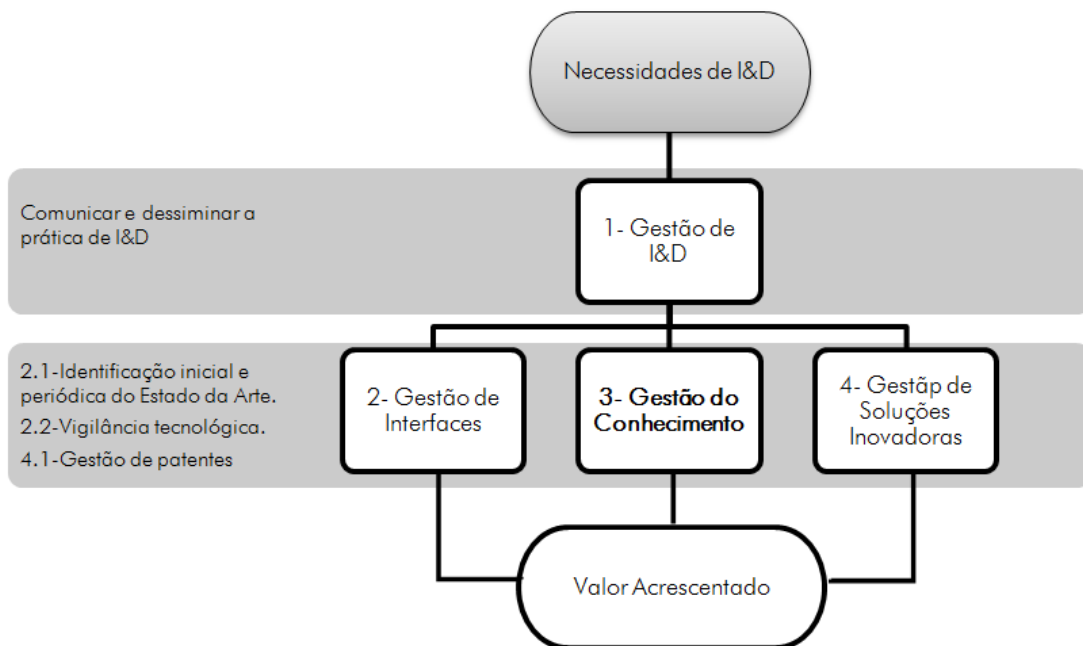 Necessidades de I&D
Comunicar e dessiminar a
prática de I&D
1- Gestão de
I&D
2.1-Identificação inicial e
periódica do Estado da Arte.
2.2-Vigilância tecnológica.
4.1-Gestão de patentes
2- Gestão de
Interfaces
3- Gestão do
Conhecimento
4- Gestãp de
Soluções
Inovadoras
Valor Acrescentado